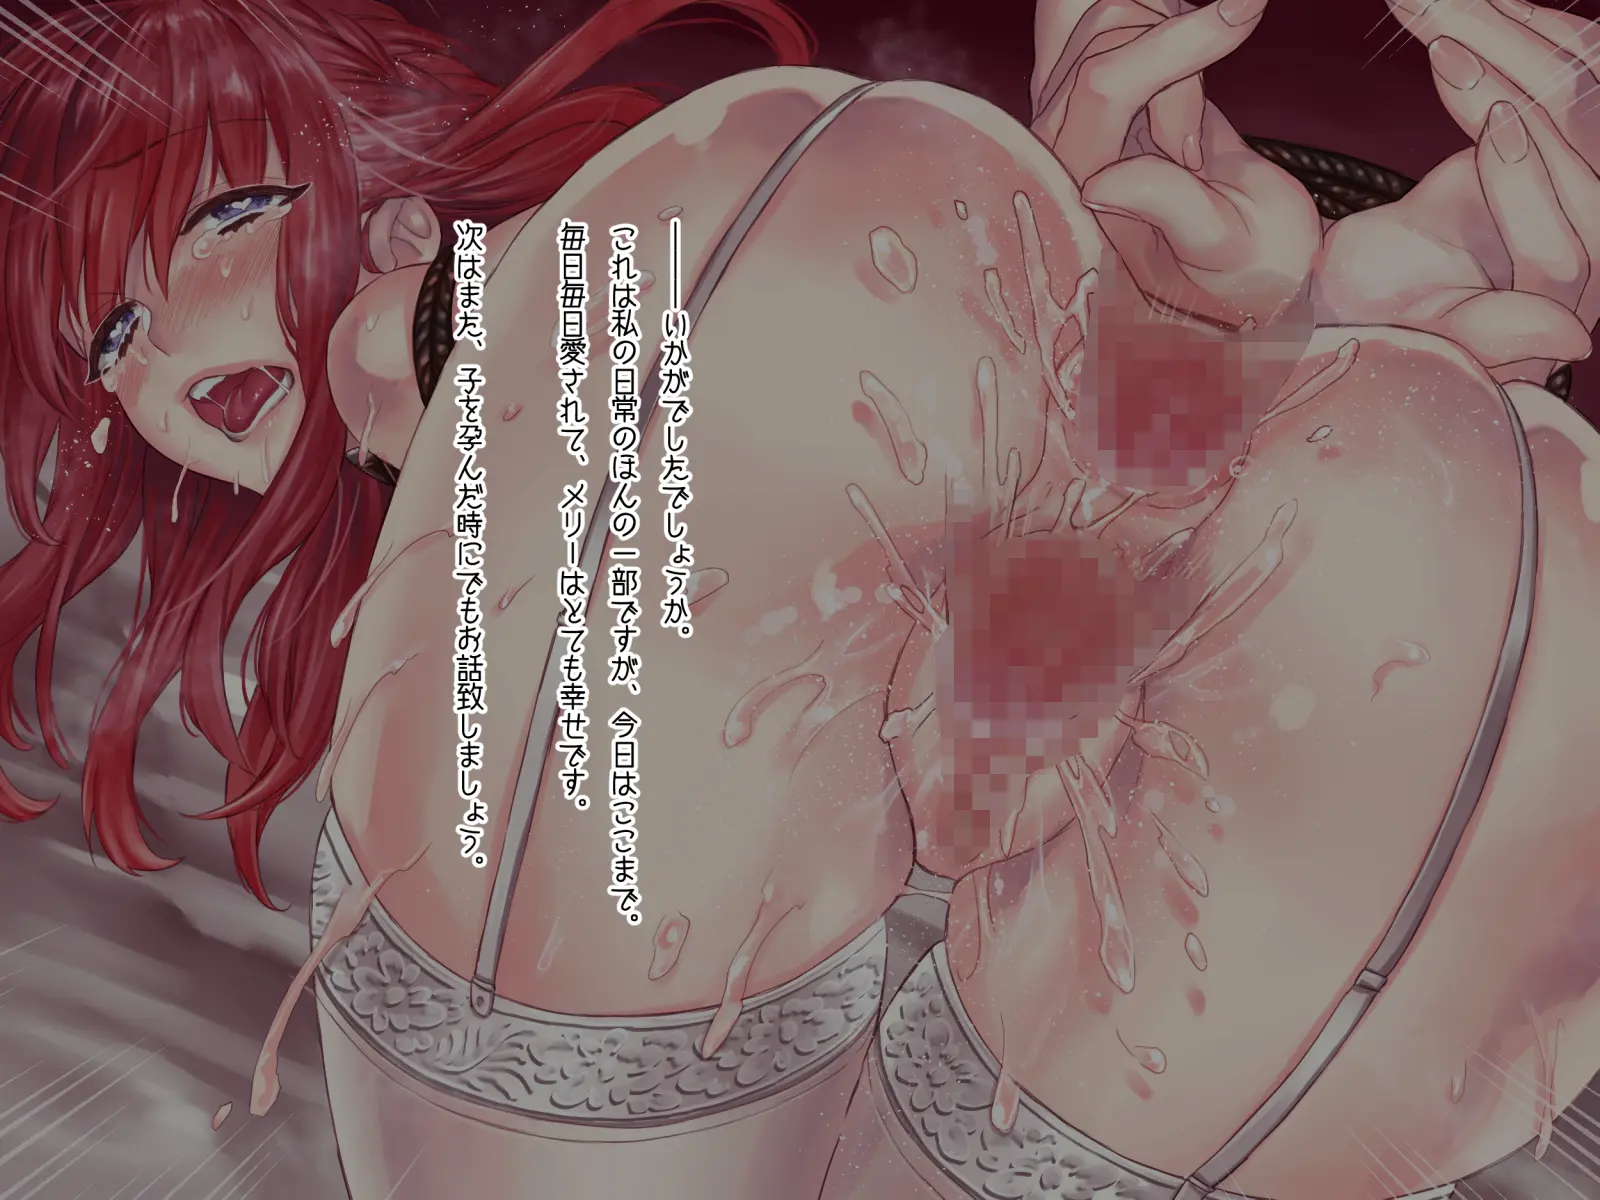 ――――いかがでしたでしょうか。
これは私の日常のほんの一部ですが、今日はここまで。
毎日毎日愛されて、メリーはとても幸せです。
次はまた、子を孕んだ時にでもお話致しましょう。